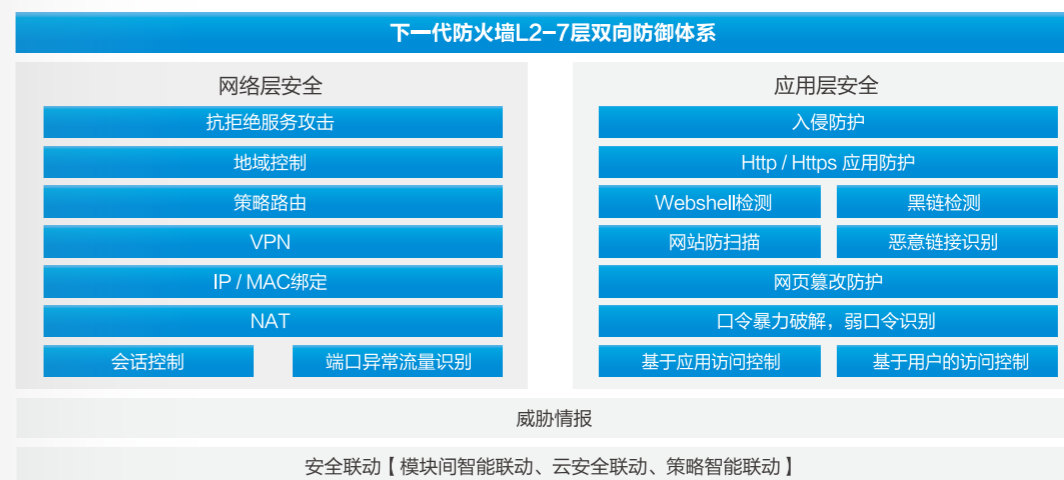 下一代防火墙L2-7层双向防御体系
网络层安全
抗拒绝服务攻击
地域控制
策略路由
VPN
IP / MAC绑定
NAT
会话控制
端口异常流量识别
应用层安全
入侵防护
Http / Https 应用防护
Webshell检测
黑链检测
网站防扫描
恶意链接识别
网页篡改防护
口令暴力破解，弱口令识别
基于应用访问控制
基于用户的访问控制
威胁情报
安全联动【 模块间智能联动、云安全联动、策略智能联动 】